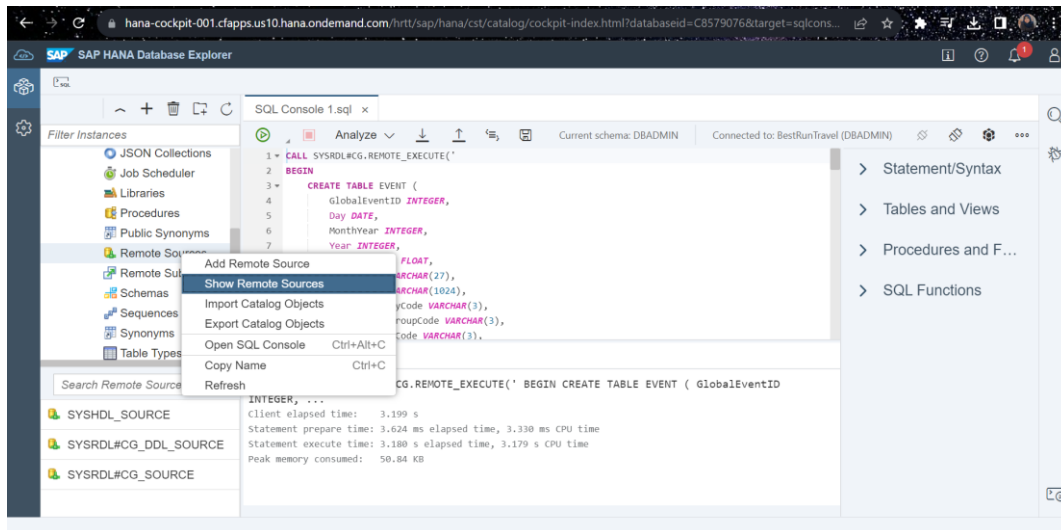 hana-cockpit-001.cfapps.us10.hana.ondemand.com/hrtt/sap/hana/cst/catalog/cockpit-index.html?databaseid=C8579076&target=sqlcons...
SAP SAP HANA Database Explorer
1
SQL
SQL Console 1.sql ×
Filter Instances
Analyze
Current schema: DBADMIN
Connected to: BestRunTravel (DBADMIN)
JSON Collections
Job Scheduler
Libraries
Procedures
Public Synonyms
Remote Sources
Remote Sub
Schemas
Sequences
Synonyms
Table Types
Add Remote Source
Show Remote Sources
Import Catalog Objects
Export Catalog Objects
Open SQL Console Ctrl+Alt+C
Copy Name Ctrl+C
Refresh
1 CALL SYSRDL#CG.REMOTE_EXECUTE('
2 BEGIN
3 CREATE TABLE EVENT (
4 GlobalEventID INTEGER,
5 Day DATE,
6 MonthYear INTEGER,
7 Year INTEGER,
FLOAT,
ARCHAR(27),
ARCHAR(1024),
yCode VARCHAR(3),
roupCode VARCHAR(3),
Code VARCHAR(3),
Statement/Syntax
Tables and Views
Procedures and F...
SQL Functions
Search Remote Source
SYSHDL_SOURCE
SYSRDL#CG_DDL_SOURCE
SYSRDL#CG_SOURCE
CG.REMOTE_EXECUTE(' BEGIN CREATE TABLE EVENT ( GlobalEventID
INTEGER, ...
Client elapsed time: 3.199 s
Statement prepare time: 3.624 ms elapsed time, 3.330 ms CPU time
Statement execute time: 3.180 s elapsed time, 3.179 s CPU time
Peak memory consumed: 50.84 KB